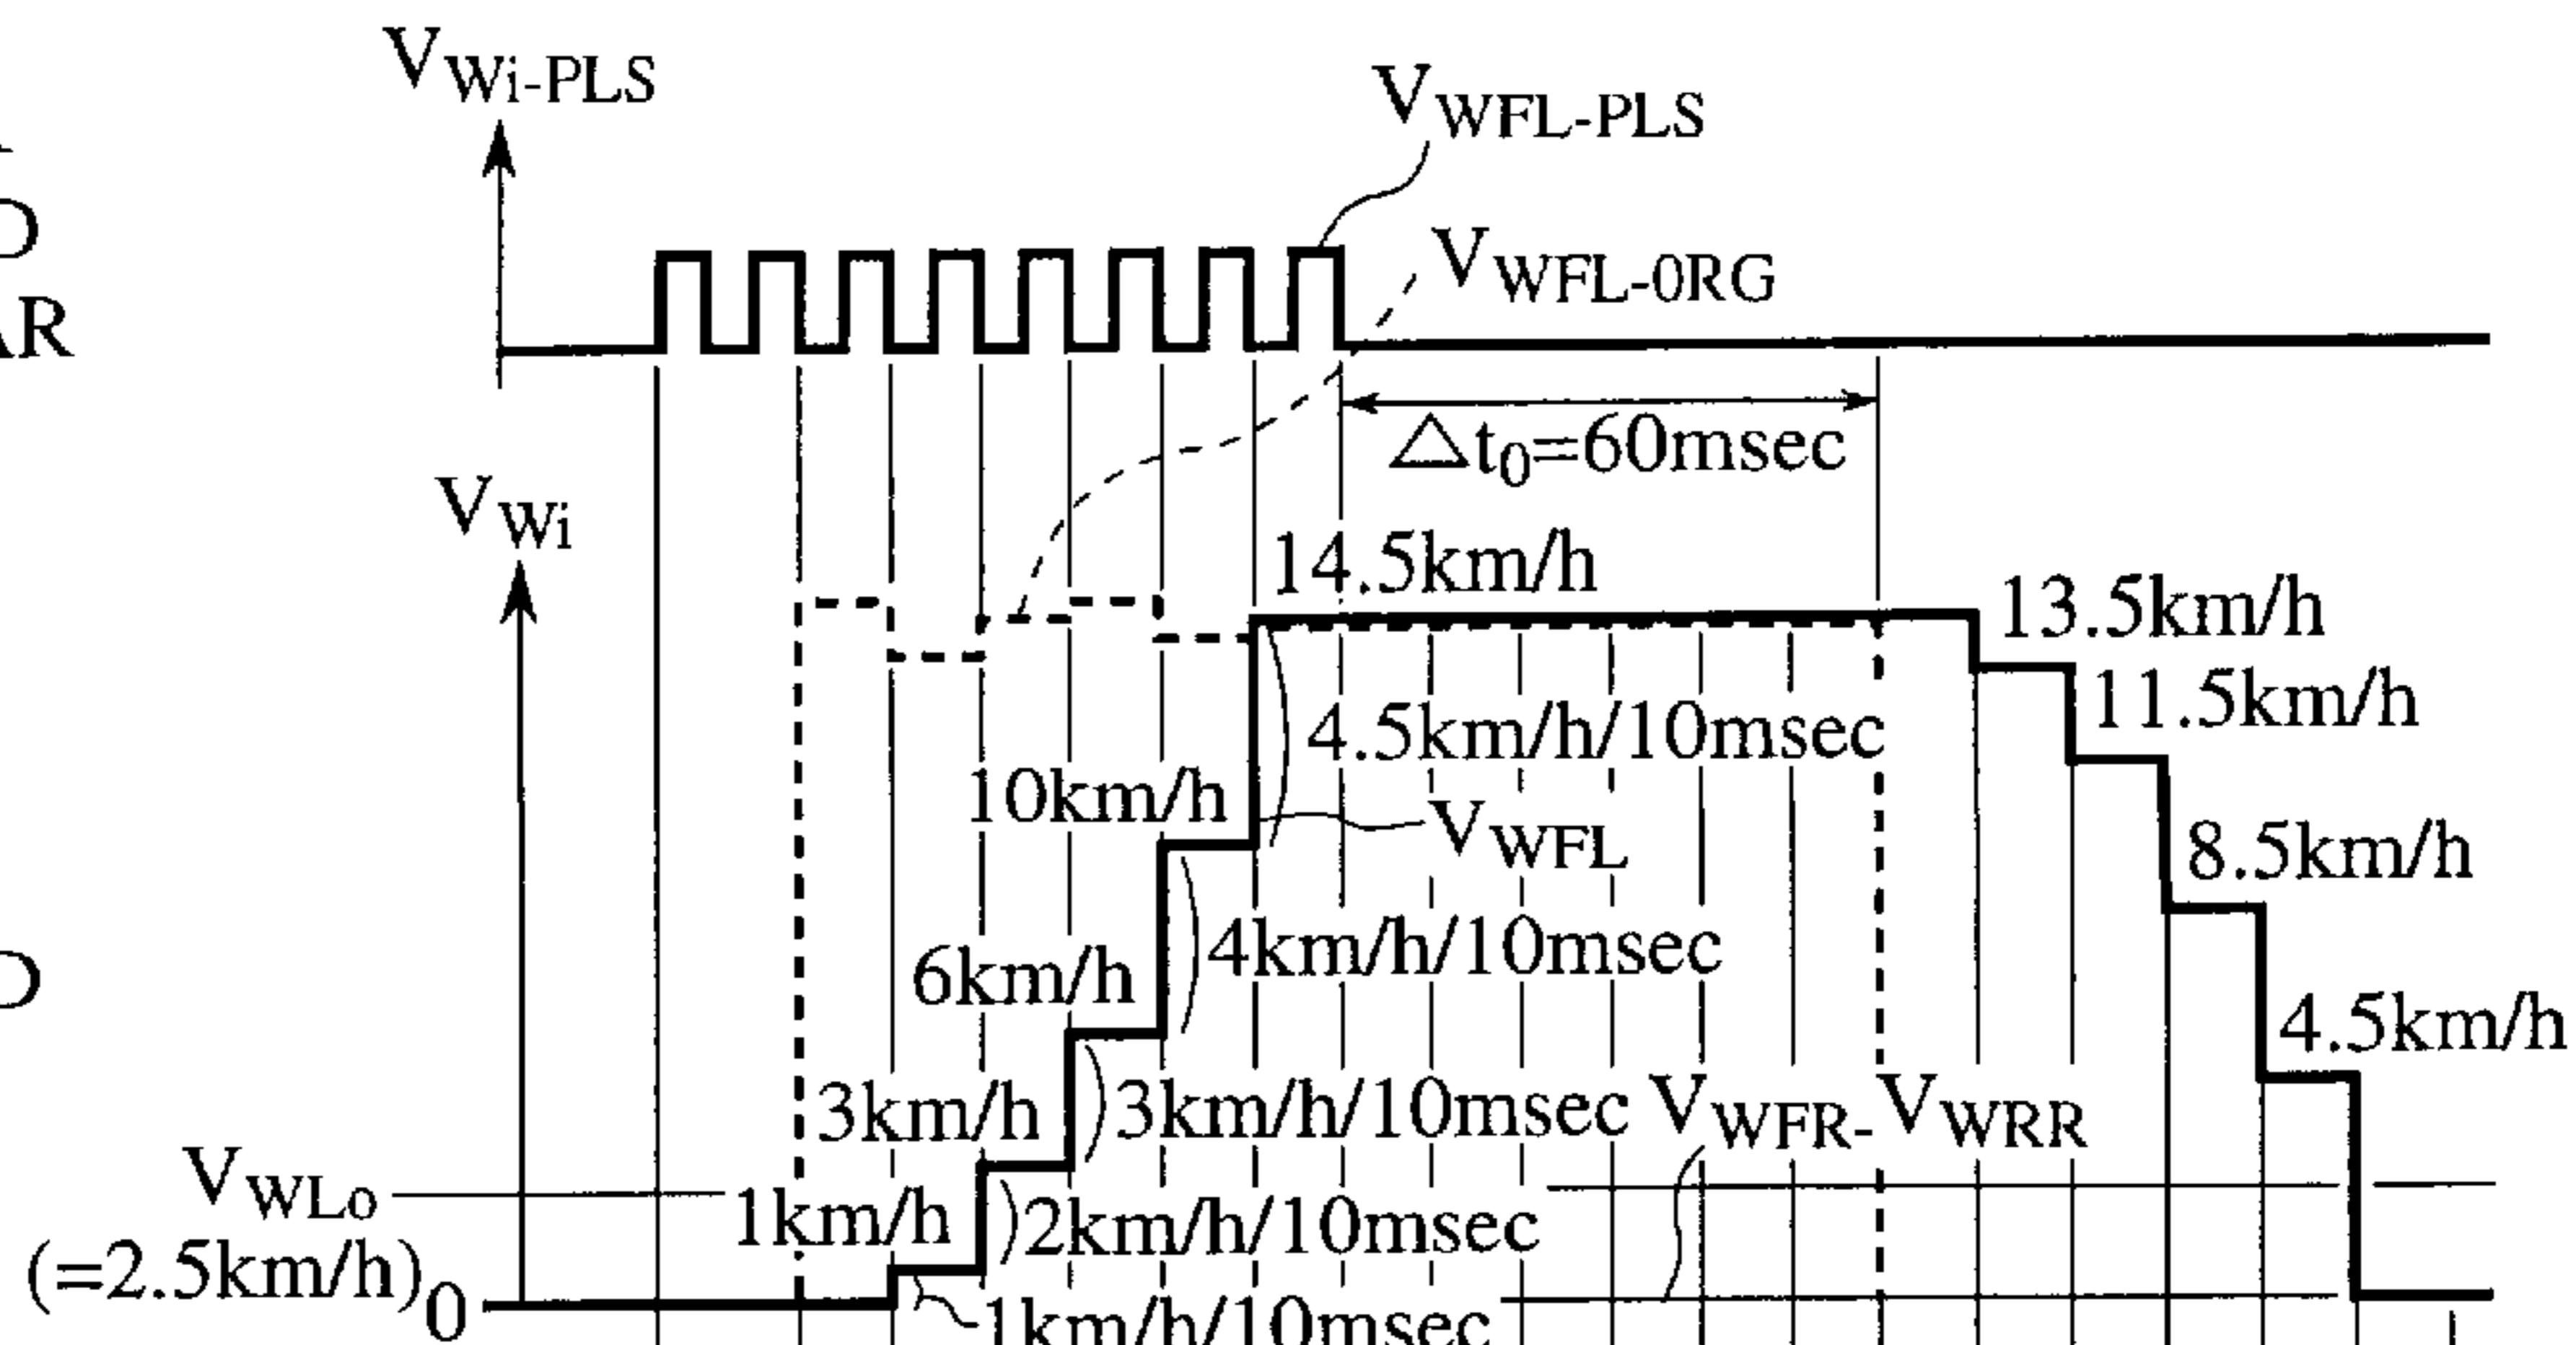 V_Wi-PLS
V_WFL-PLS
V_WFL-0RG
AR
△t₀=60msec
V_Wi
14.5km/h
13.5km/h
11.5km/h
4.5km/h/10msec
10km/h
V_WFL
8.5km/h
4km/h/10msec
6km/h
4.5km/h
3km/h
3km/h/10msec
V_WFR-V_WRR
V_WLo
1km/h
2km/h/10msec
(=2.5km/h)
0
1km/h/10msec